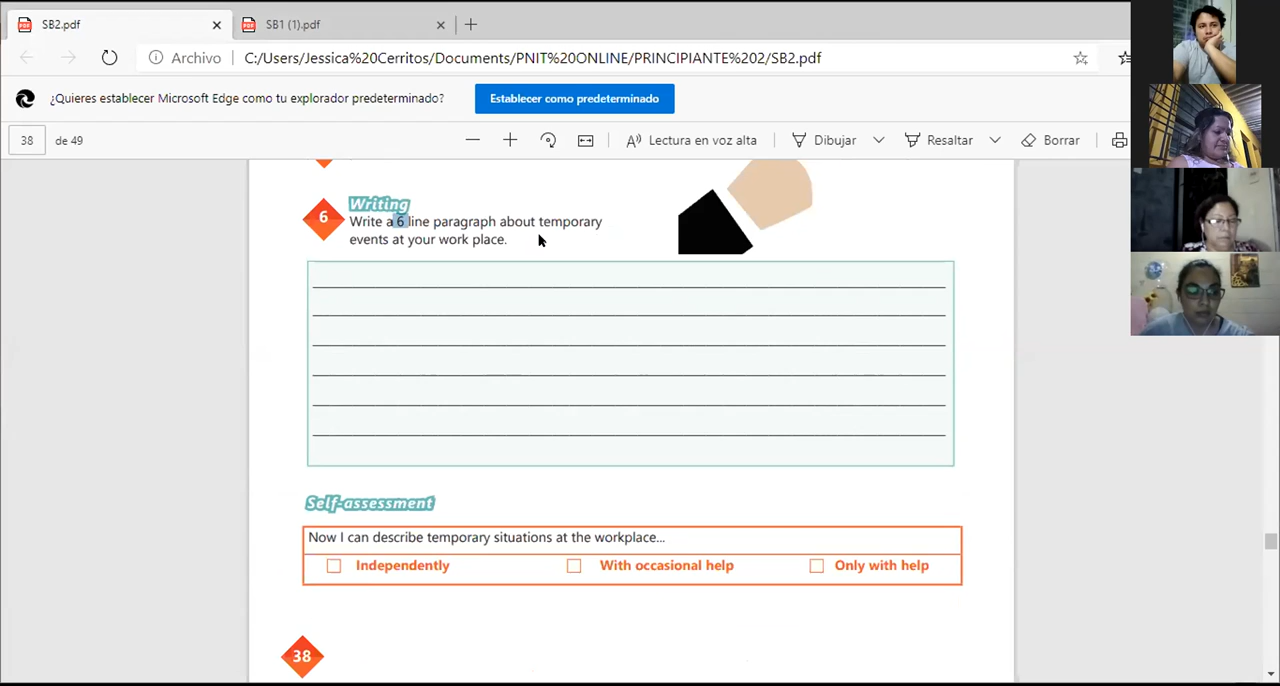 SB2.pdf
SB1 (1).pdf
Archivo
C:/Users/Jessica%20Cerritos/Documents/PNIT%20ONLINE/PRINCIPIANTE%202/SB2.pdf
¿Quieres establecer Microsoft Edge como tu explorador predeterminado?
Establecer como predeterminado
38 de 49
Lectura en voz alta
Dibujar
Resaltar
Borrar
6
Writing
Write a 6 line paragraph about temporary
events at your work place.
Self-assessment
Now I can describe temporary situations at the workplace...
Independently
With occasional help
Only with help
38